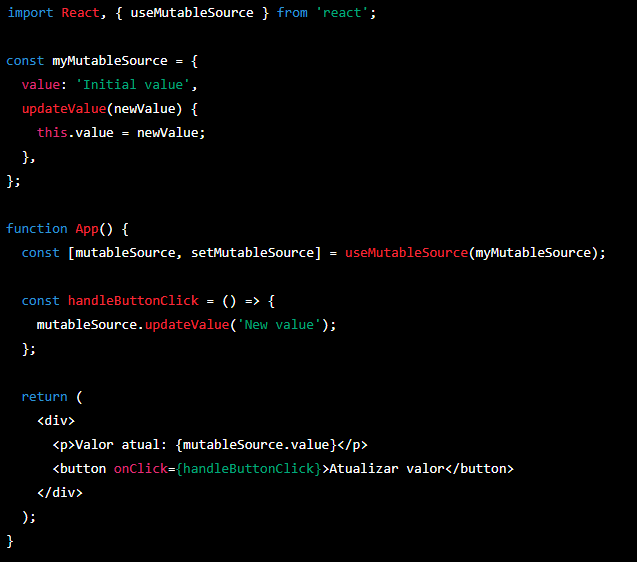 import React, { useMutableSource } from 'react';

const myMutableSource = {
  value: 'Initial value',
  updateValue(newValue) {
    this.value = newValue;
  },
};

function App() {
  const [mutableSource, setMutableSource] = useMutableSource(myMutableSource);

  const handleButtonClick = () => {
    mutableSource.updateValue('New value');
  };

  return (
    <div>
      <p>Valor atual: {mutableSource.value}</p>
      <button onClick={handleButtonClick}>Atualizar valor</button>
    </div>
  );
}